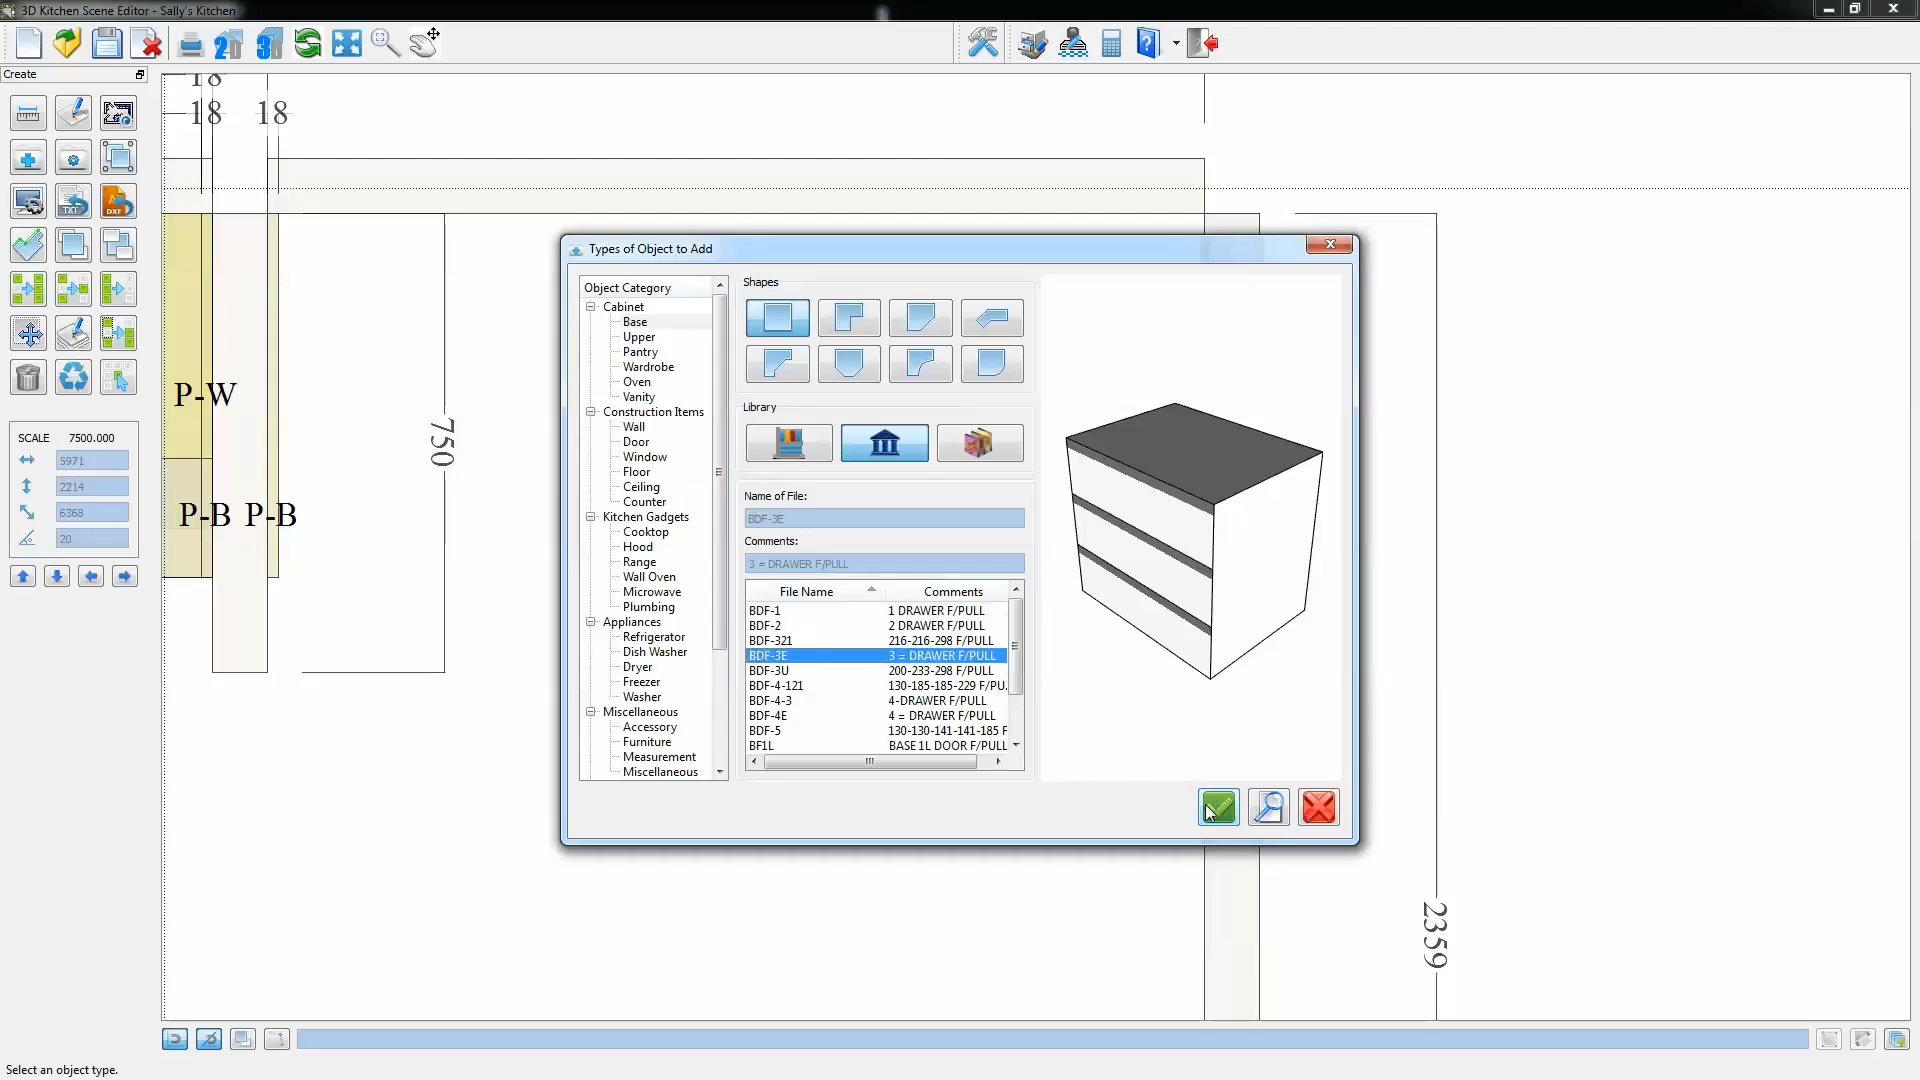 3D Kitchen Scene Editor - Sally's Kitchen
2D 3D
Create
TXT
DXF
SCALE 7500.000
5971
2214
6368
20
18
18 18
P-W
P-B P-B
750
2359
Types of Object to Add
Object Category
Cabinet
Base
Upper
Pantry
Wardrobe
Oven
Vanity
Construction Items
Wall
Door
Window
Floor
Ceiling
Counter
Kitchen Gadgets
Cooktop
Hood
Range
Wall Oven
Microwave
Plumbing
Appliances
Refrigerator
Dish Washer
Dryer
Freezer
Washer
Miscellaneous
Accessory
Furniture
Measurement
Miscellaneous
Shapes
Library
Name of File:
BDF-3E
Comments:
3 = DRAWER F/PULL
File Name Comments
BDF-1 1 DRAWER F/PULL
BDF-2 2 DRAWER F/PULL
BDF-321 216-216-298 F/PULL
BDF-3E 3 = DRAWER F/PULL
BDF-3U 200-233-298 F/PULL
BDF-4-121 130-185-185-229 F/PU.
BDF-4-3 4-DRAWER F/PULL
BDF-4E 4 = DRAWER F/PULL
BDF-5 130-130-141-141-185 F
BF1L BASE 1L DOOR F/PULL
Select an object type.